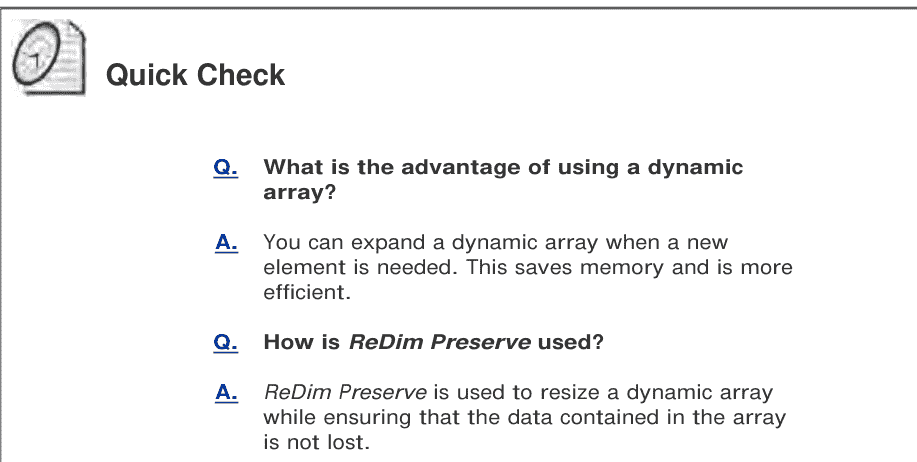 Quick Check
Q. What is the advantage of using a dynamic
array?
A. You can expand a dynamic array when a new
element is needed. This saves memory and is more
efficient.
Q. How is ReDim Preserve used?
A. ReDim Preserve is used to resize a dynamic array
while ensuring that the data contained in the array
is not lost.